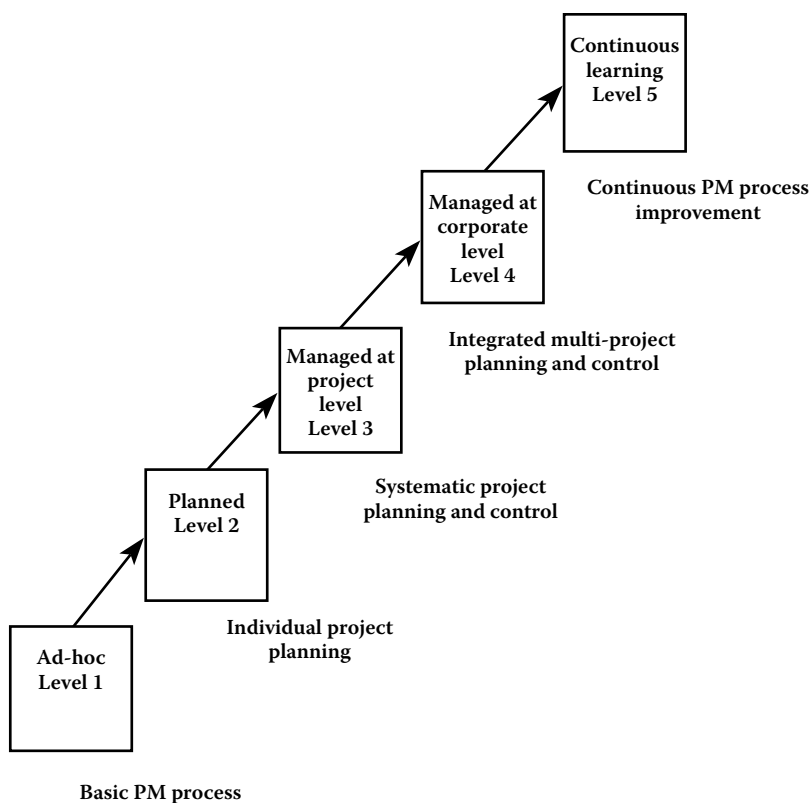 Continuous
learning
Level 5
Continuous PM process
improvement
Managed at
corporate
level
Level 4
Integrated multi-project
planning and control
Managed at
project
level
Level 3
Systematic project
planning and control
Planned
Level 2
Individual project
planning
Ad-hoc
Level 1
Basic PM process